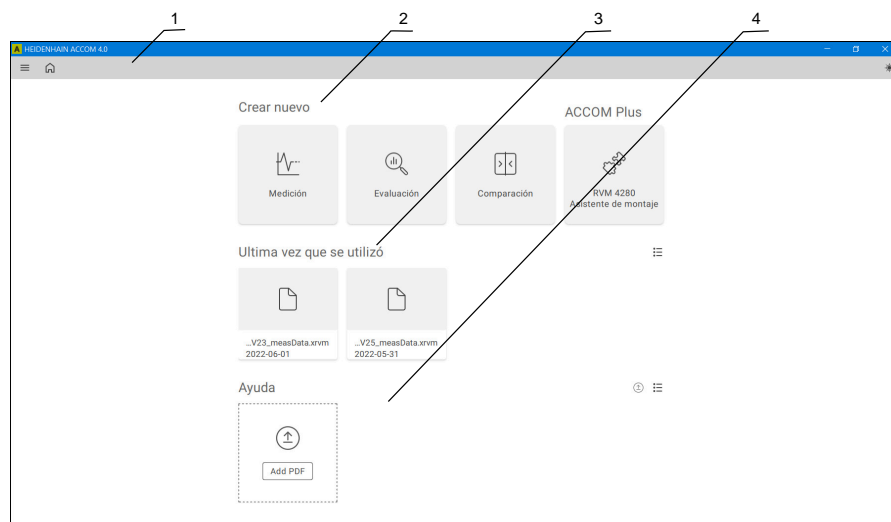 1 2 3 4
A HEIDENHAIN ACCOM 4.0
Crear nuevo
ACCOM Plus
Medición
Evaluación
Comparación
RVM 4280
Asistente de montaje
Ultima vez que se utilizó
...V23_measData.xrvm
2022-06-01
...V25_measData.xrvm
2022-05-31
Ayuda
Add PDF